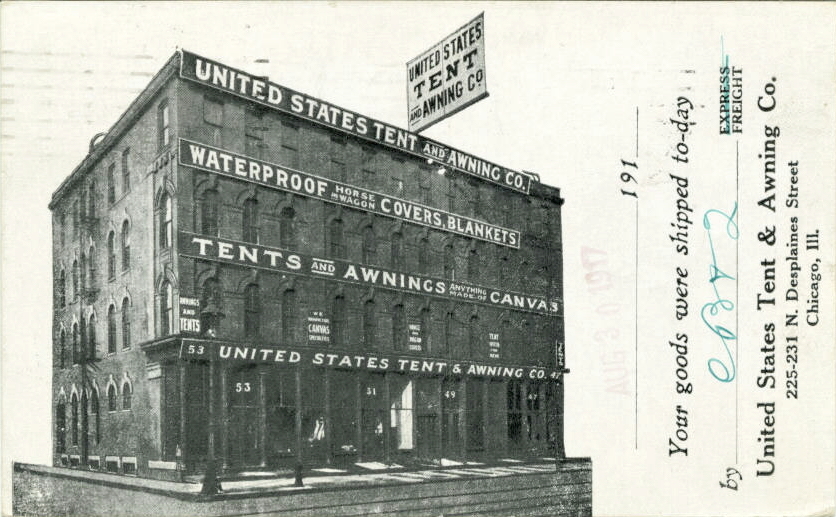 UNITED STATES
TENT
AND AWNING CO
UNITED STATES TENT AND AWNING CO.
WATERPROOF HORSE & WAGON COVERS, BLANKETS
TENTS AND AWNINGS ANYTHING MADE OF CANVAS
AWNINGS
AND
TENTS
CANVAS
53 UNITED STATES TENT & AWNING CO. 47
53
51
49
47
191
AUG 30 1917
Your goods were shipped to-day
by CB&2 EXPRESS
FREIGHT
United States Tent & Awning Co.
225-231 N. Desplaines Street
Chicago, Ill.